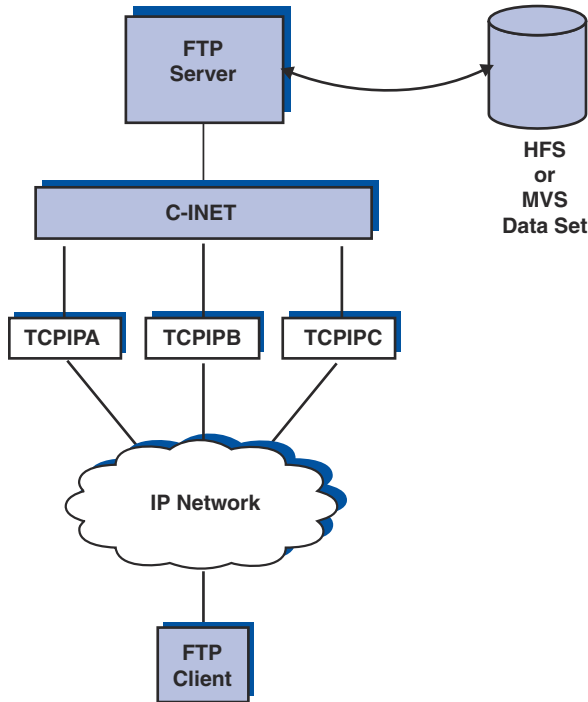 FTP
Server
HFS
or
MVS
Data Set
C-INET
TCPIPA
TCPIPB
TCPIPC
IP Network
FTP
Client